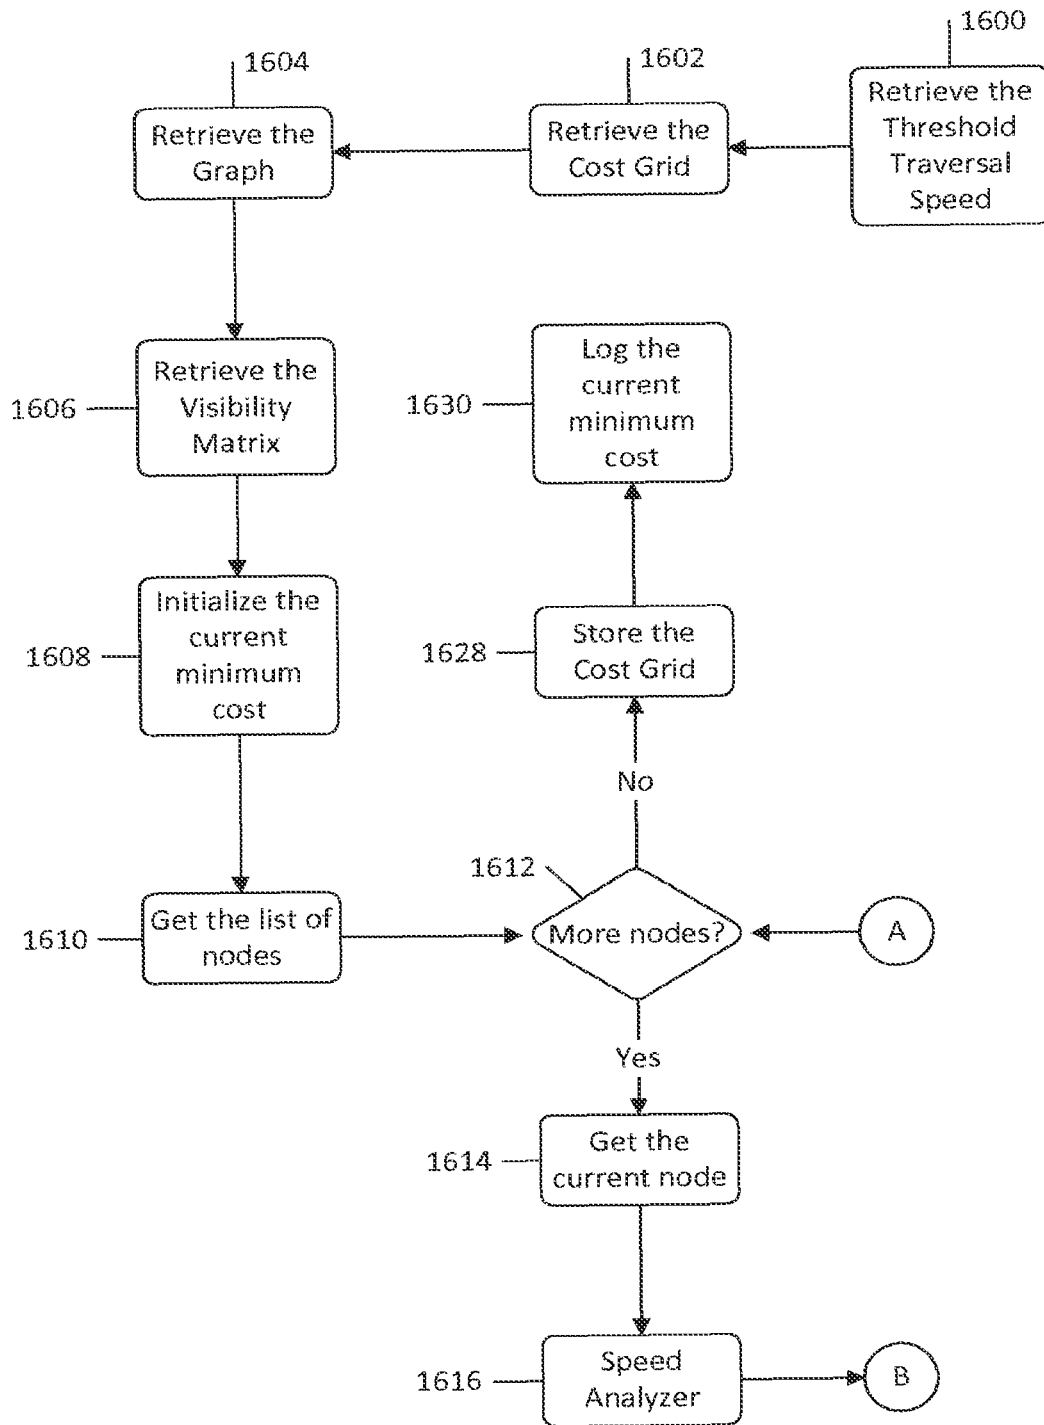 1600
Retrieve the
Threshold
Traversal
Speed
1602
Retrieve the
Cost Grid
1604
Retrieve the
Graph
1606
Retrieve the
Visibility
Matrix
1608
Initialize the
current
minimum
cost
1610
Get the list of
nodes
1612
More nodes?
A
No
1628
Store the
Cost Grid
1630
Log the
current
minimum
cost
Yes
1614
Get the
current node
1616
Speed
Analyzer
B